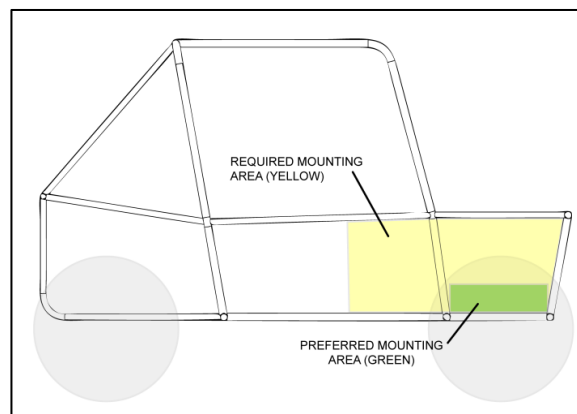 REQUIRED MOUNTING
AREA (YELLOW)
PREFERRED MOUNTING
AREA (GREEN)